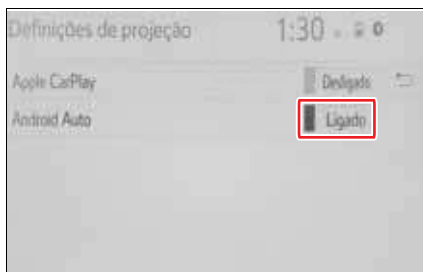 Definições de projeção 1:30
Apple CarPlay Desligado
Android Auto Ligado